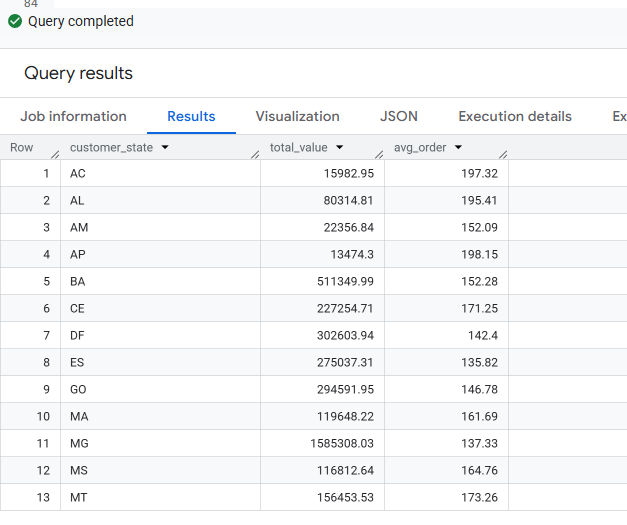 84
Query completed
Query results
Job information Results Visualization JSON Execution details Ex
Row customer_state total_value avg_order
1 AC 15982.95 197.32
2 AL 80314.81 195.41
3 AM 22356.84 152.09
4 AP 13474.3 198.15
5 BA 511349.99 152.28
6 CE 227254.71 171.25
7 DF 302603.94 142.4
8 ES 275037.31 135.82
9 GO 294591.95 146.78
10 MA 119648.22 161.69
11 MG 1585308.03 137.33
12 MS 116812.64 164.76
13 MT 156453.53 173.26